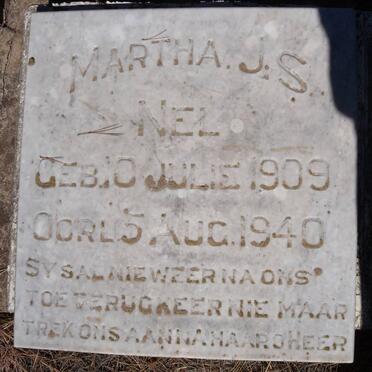 MARTHA. J. S.
NEL.
GEB. 10 JULIE 1909
OORL 5 AUG. 1940
SY SAL NIE WEER NA ONS
TOE TERUGKEER NIE MAAR
TREK ONS AAN NA HAAR O HEER